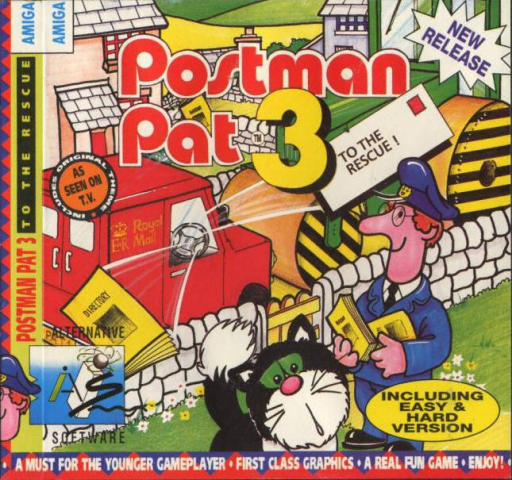 AMIGA
AMIGA
POSTMAN PAT 3 TO THE RESCUE
Postman
Pat™ 3
TO THE
RESCUE!
NEW
RELEASE
INCLUDES ORIGINAL THEME
AS
SEEN ON
T.V.
Royal
E R Mail
DIRECTORY
ALTERNATIVE
SOFTWARE
INCLUDING
EASY &
HARD
VERSION
• A MUST FOR THE YOUNGER GAMEPLAYER • FIRST CLASS GRAPHICS • A REAL FUN GAME • ENJOY! •